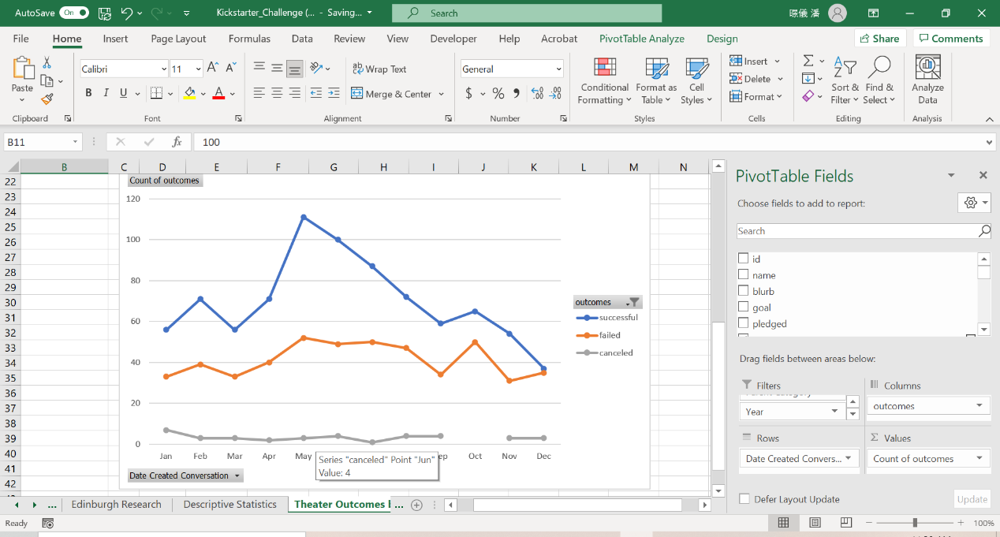 AutoSave On Kickstarter_Challenge (... - Saving... Search 璟儀 潘
File Home Insert Page Layout Formulas Data Review View Developer Help Acrobat PivotTable Analyze Design Share Comments
Paste
Calibri 11 A^ A˅
Wrap Text
General
Conditional Formatting
Format as Table
Cell Styles
Insert
Delete
Format
Sort & Filter
Find & Select
Analyze Data
B I U A
Merge & Center
$ % 9 .00 .00
Clipboard Font Alignment Number Styles Cells Editing Analysis
B11 fx 100
B C D E F G H I J K L M N
22
23
24
25
26
27
28
29
30
31
32
33
34
35
36
37
38
39
40
41
42
Count of outcomes
120
100
80
60
40
20
0
Jan Feb Mar Apr May ep Oct Nov Dec
Series "canceled" Point "Jun"
Value: 4
Date Created Conversation
outcomes
successful
failed
canceled
PivotTable Fields
Choose fields to add to report:
Search
id
name
blurb
goal
pledged
Drag fields between areas below:
Filters
Year
Columns
outcomes
Rows
Date Created Convers...
Σ Values
Count of outcomes
Defer Layout Update Update
... Edinburgh Research Descriptive Statistics Theater Outcomes ...
Ready 100%